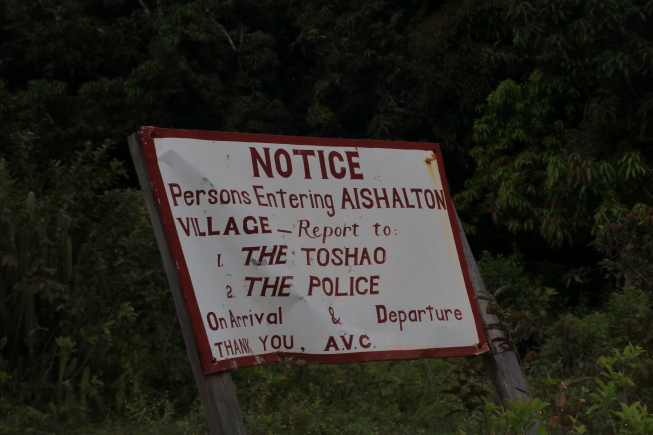 NOTICE
Persons Entering AISHALTON
VILLAGE - Report to:
1. THE TOSHAO
2. THE POLICE
On Arrival & Departure
THANK YOU, A.V.C.